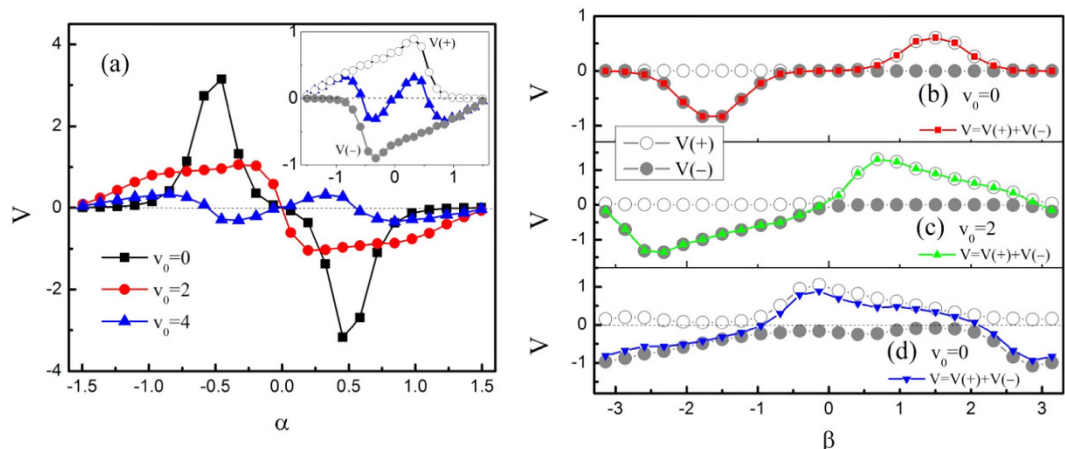 4
2
0
-2
-4
V
-1.5
-1.0
-0.5
0.0
0.5
1.0
1.5
α
(a)
v₀=0
v₀=2
v₀=4
1
0
-1
-1
0
1
V(+)
V(−)
1
0
-1
V
(b) v₀=0
V=V(+)+V(−)
V(+)
V(−)
1
0
-1
V
(c) v₀=2
V=V(+)+V(−)
1
0
-1
V
(d) v₀=0
V=V(+)+V(−)
-3
-2
-1
0
1
2
3
β